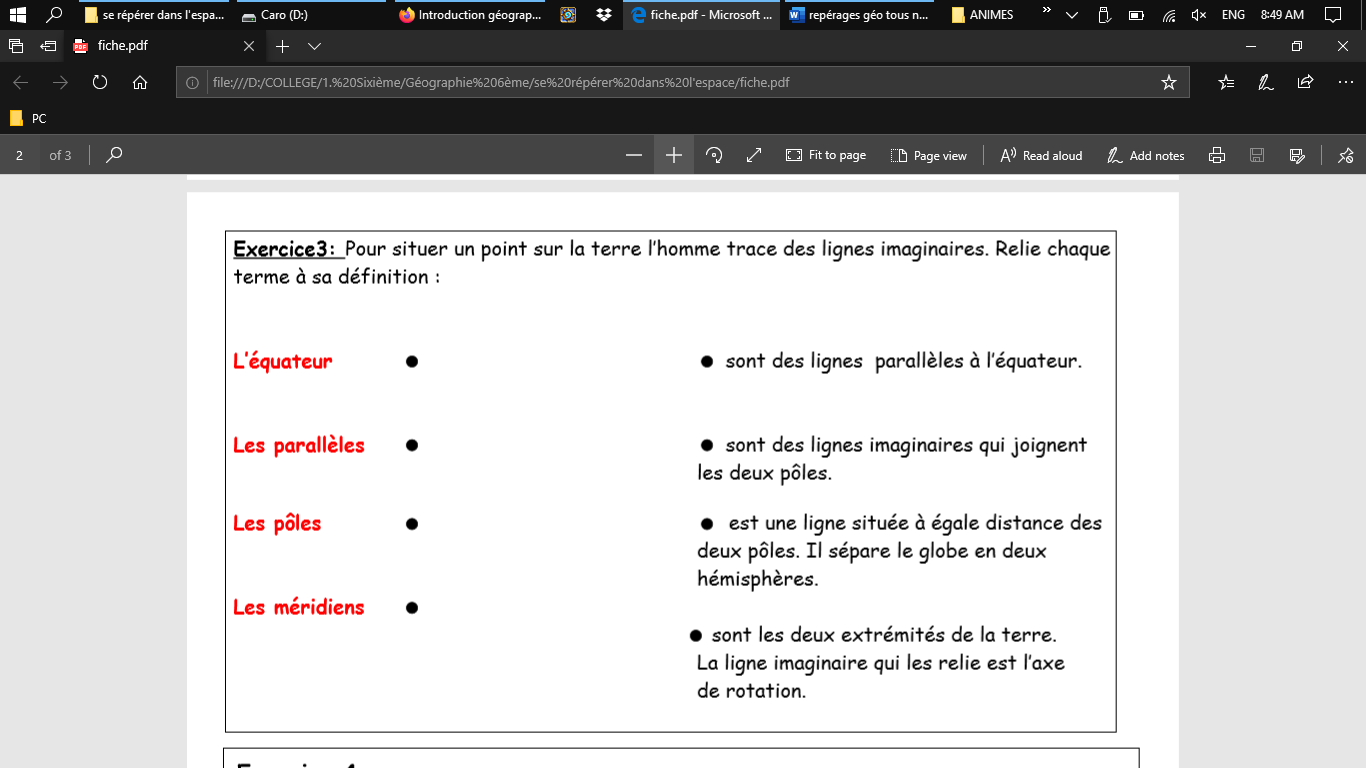 se répérer dans l'espa...
Caro (D:)
Introduction géograp...
fiche.pdf - Microsoft ...
repérages géo tous n...
ANIMES
ENG
8:49 AM
fiche.pdf
file:///D:/COLLEGE/1.%20Sixième/Géographie%206ème/se%20répérer%20dans%20l'espace/fiche.pdf
PC
2 of 3
Fit to page
Page view
Read aloud
Add notes
Exercice3: Pour situer un point sur la terre l’homme trace des lignes imaginaires. Relie chaque
terme à sa définition :
L’équateur ● ● sont des lignes parallèles à l’équateur.
Les parallèles ● ● sont des lignes imaginaires qui joignent
les deux pôles.
Les pôles ● ● est une ligne située à égale distance des
deux pôles. Il sépare le globe en deux
hémisphères.
Les méridiens ●
● sont les deux extrémités de la terre.
La ligne imaginaire qui les relie est l’axe
de rotation.